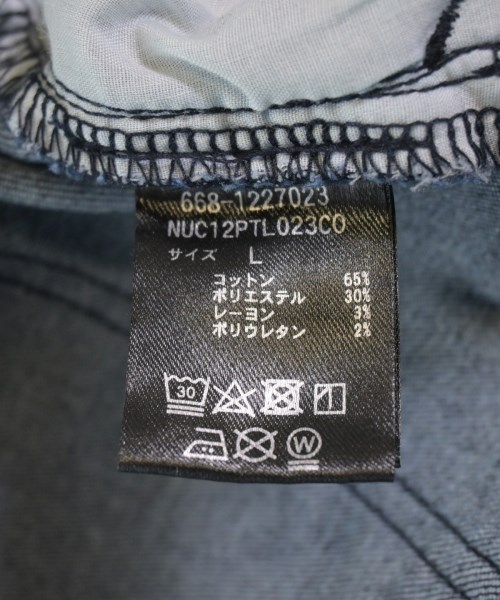 668-1227023
NUC12PTL023CO
サイズ L
コットン 65%
ポリエステル 30%
レーヨン 3%
ポリウレタン 2%
30
W